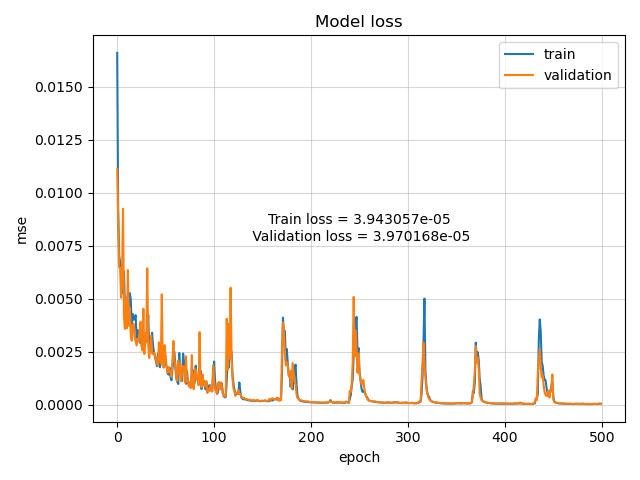 Model loss
train
validation
0.0150
0.0125
0.0100
0.0075
0.0050
0.0025
0.0000
mse
Train loss = 3.943057e-05
Validation loss = 3.970168e-05
0
100
200
300
400
500
epoch